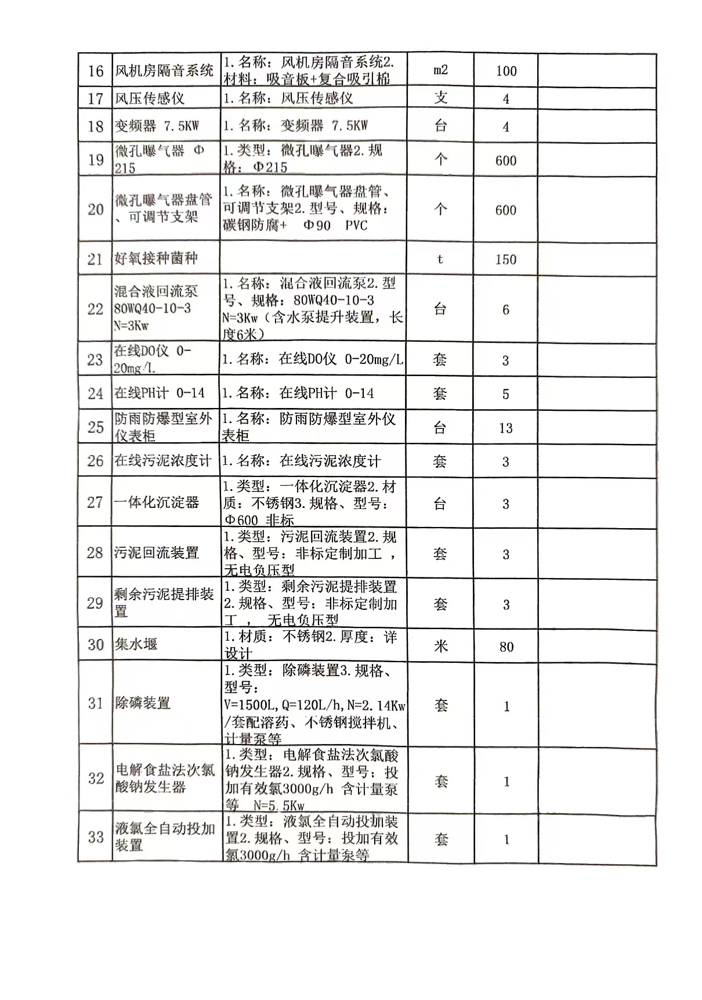 16 风机房隔音系统 1.名称：风机房隔音系统2. m2 100
材料：吸音板+复合吸引棉
17 风压传感仪 1.名称：风压传感仪 支 4
18 变频器 7.5KW 1.名称：变频器 7.5KW 台 4
19 微孔曝气器 Φ 1.类型：微孔曝气器2.规 个 600
215 格：Φ215
20 微孔曝气器盘管 1.名称：微孔曝气器盘管、 个 600
、可调节支架 可调节支架2.型号、规格：
碳钢防腐+ Φ90 PVC
21 好氧接种菌种 t 150
22 混合液回流泵 1.名称：混合液回流泵2.型 台 6
80WQ40-10-3 号、规格：80WQ40-10-3
N=3Kw N=3Kw（含水泵提升装置，长
度6米）
23 在线DO仪 0- 1.名称：在线DO仪 0-20mg/L 套 3
20mg/L
24 在线PH计 0-14 1.名称：在线PH计 0-14 套 5
25 防雨防爆型室外 1.名称：防雨防爆型室外仪 台 13
仪表柜 表柜
26 在线污泥浓度计 1.名称：在线污泥浓度计 套 3
27 一体化沉淀器 1.类型：一体化沉淀器2.材 台 3
质：不锈钢3.规格、型号：
Φ600 非标
28 污泥回流装置 1.类型：污泥回流装置2.规 套 3
格、型号：非标定制加工 ，
无电负压型
29 剩余污泥提排装 1.类型：剩余污泥提排装置 套 3
置 2.规格、型号：非标定制加
工 ， 无电负压型
30 集水堰 1.材质：不锈钢2.厚度：详 米 80
设计
31 除磷装置 1.类型：除磷装置3.规格、 套 1
型号：
V=1500L,Q=120L/h,N=2.14Kw
/套配溶药、不锈钢搅拌机、
计量泵等
32 电解食盐法次氯 1.类型：电解食盐法次氯酸 套 1
酸钠发生器 钠发生器2.规格、型号：投
加有效氯3000g/h 含计量泵
等 N=5.5Kw
33 液氯全自动投加 1.类型：液氯全自动投加装 套 1
装置 置2.规格、型号：投加有效
氯3000g/h 含计量泵等